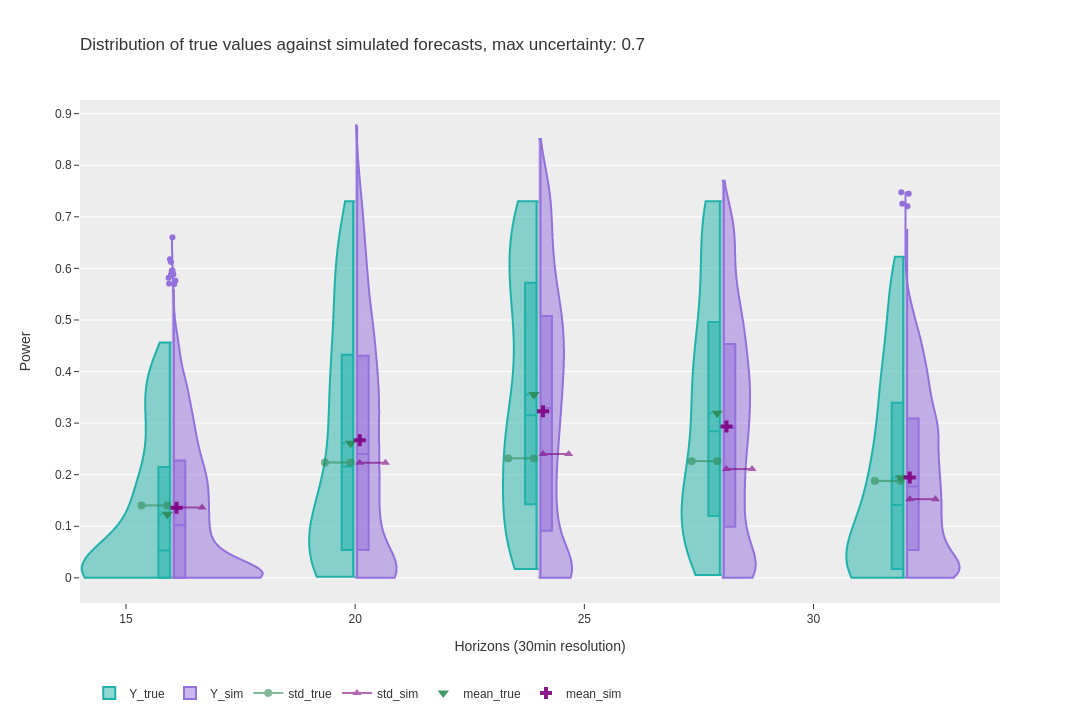 Distribution of true values against simulated forecasts, max uncertainty: 0.7
0.9
0.8
0.7
0.6
0.5
0.4
0.3
0.2
0.1
0
Power
15 20 25 30
Horizons (30min resolution)
Y_true Y_sim std_true std_sim mean_true mean_sim